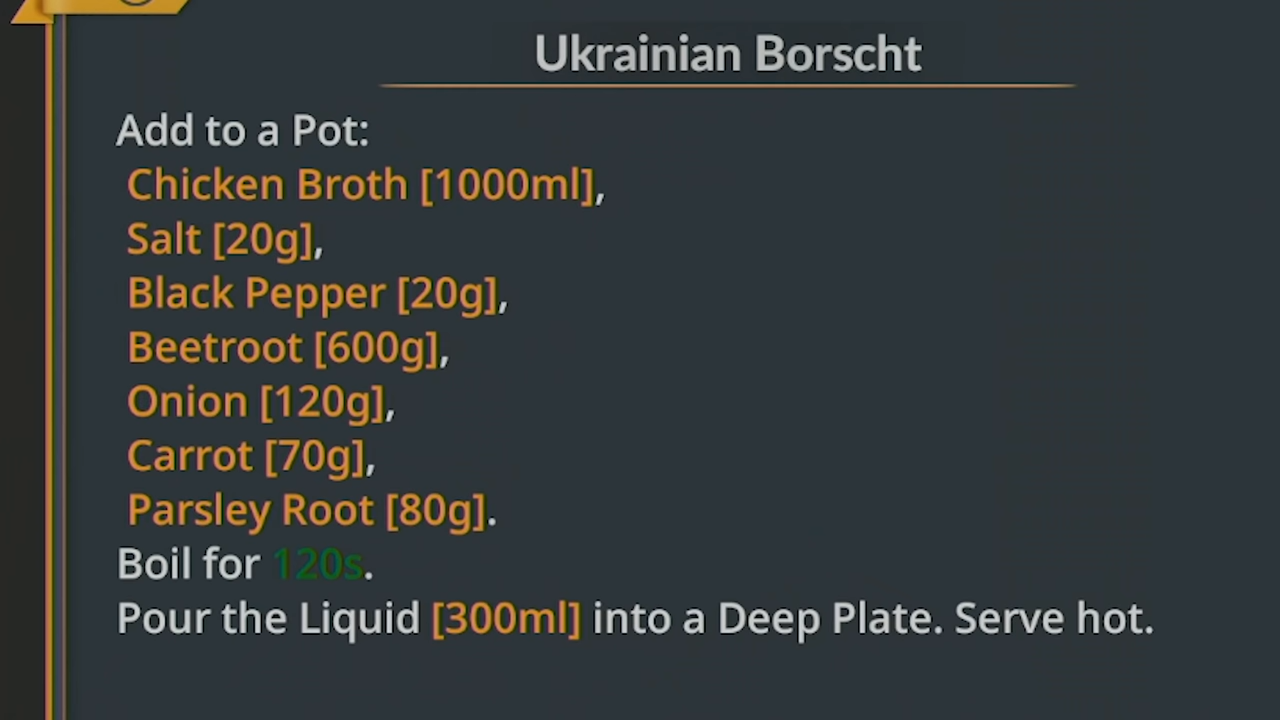 Ukrainian Borscht
Add to a Pot:
Chicken Broth [1000ml],
Salt [20g],
Black Pepper [20g],
Beetroot [600g],
Onion [120g],
Carrot [70g],
Parsley Root [80g].
Boil for 120s.
Pour the Liquid [300ml] into a Deep Plate. Serve hot.